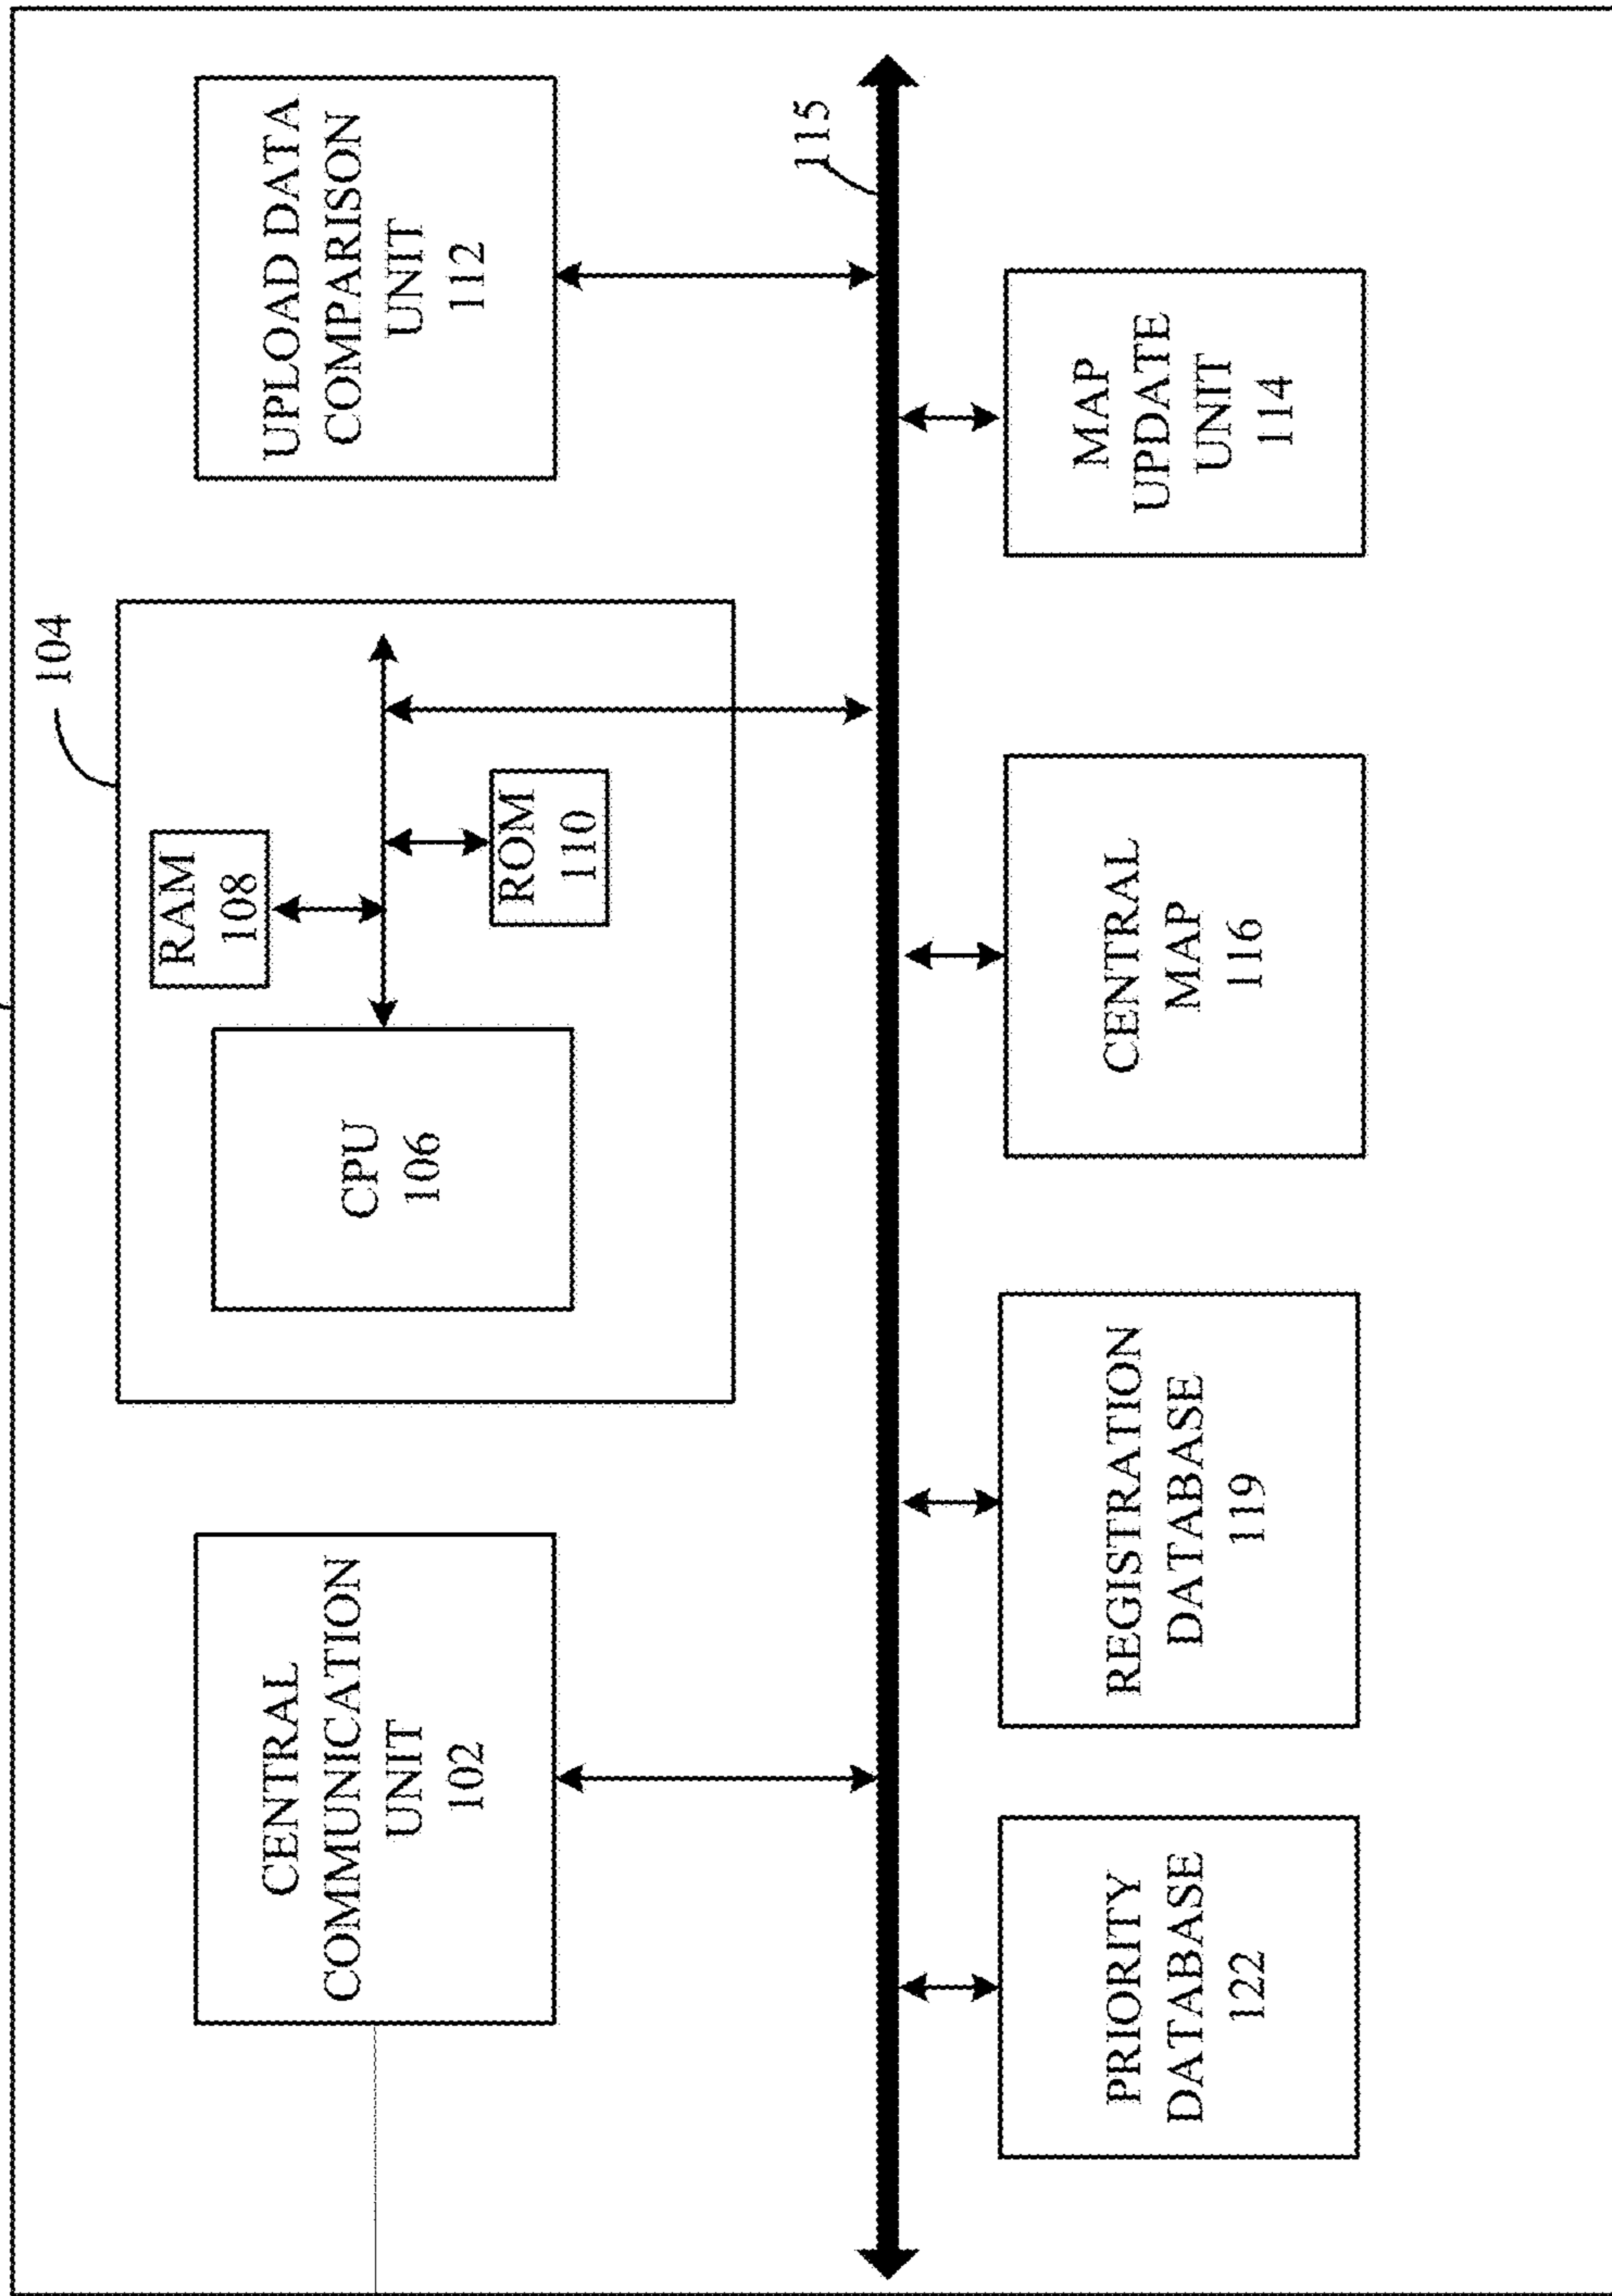 104
CENTRAL
COMMUNICATION
UNIT
102
CPU
106
RAM
108
ROM
110
UPLOAD DATA
COMPARISON
UNIT
112
115
PRIORITY
DATABASE
122
REGISTRATION
DATABASE
119
CENTRAL
MAP
116
MAP
UPDATE
UNIT
114